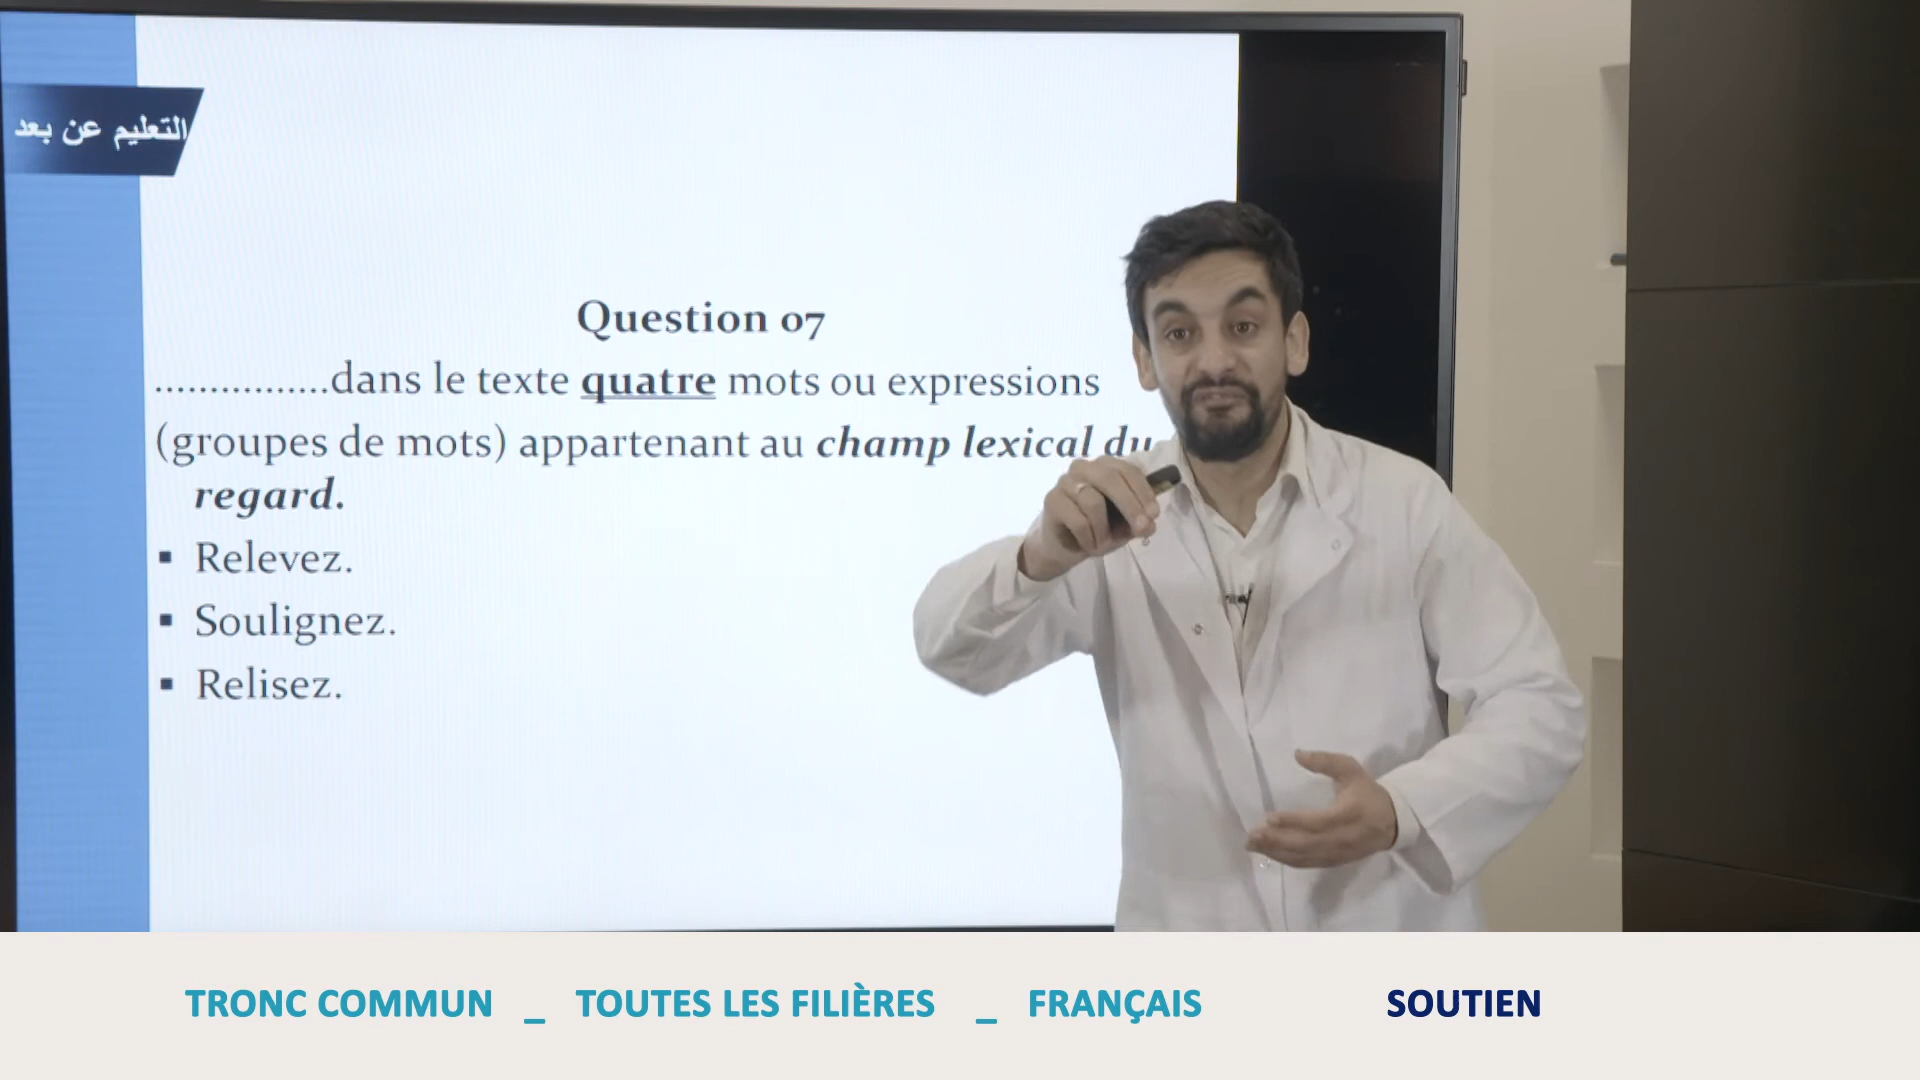 التعليم عن بعد
Question 07
................dans le texte quatre mots ou expressions
(groupes de mots) appartenant au champ lexical du
regard.
▪ Relevez.
▪ Soulignez.
▪ Relisez.
TRONC COMMUN _ TOUTES LES FILIÈRES _ FRANÇAIS SOUTIEN